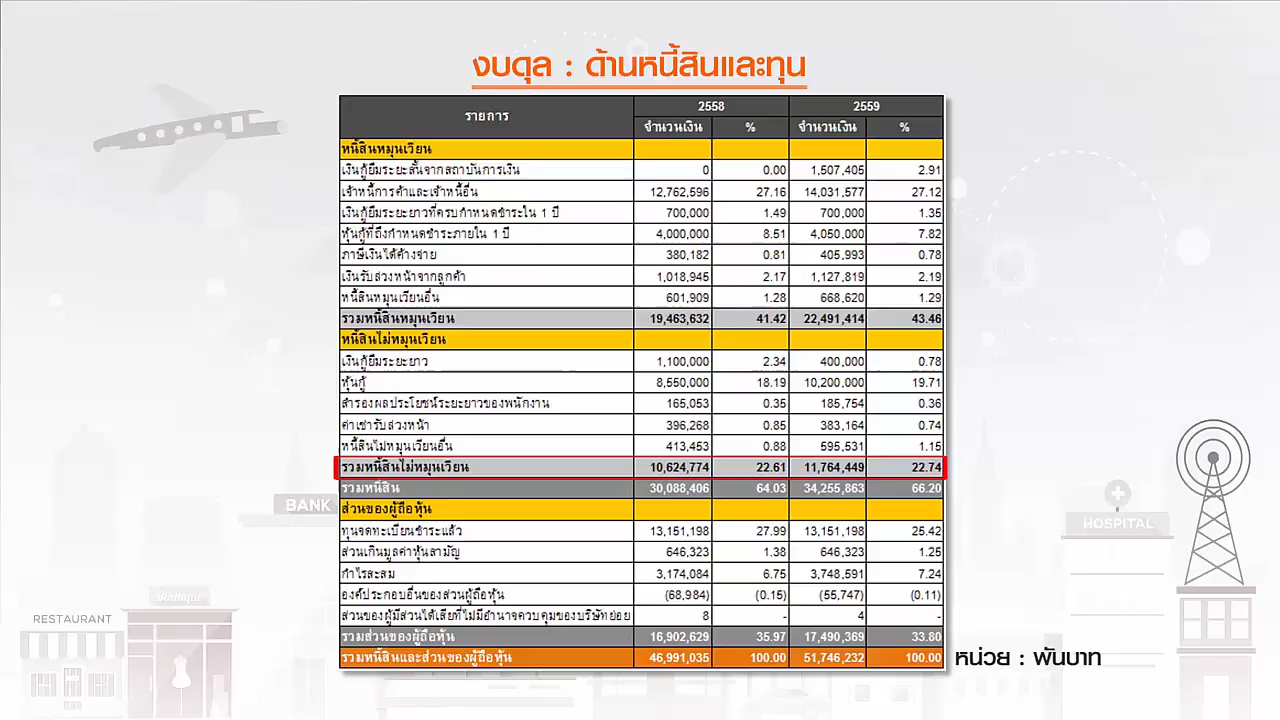 งบดุล : ด้านหนี้สินและทุน
รายการ 2558 2559
จำนวนเงิน % จำนวนเงิน %
หนี้สินหมุนเวียน
เงินกู้ยืมระยะสั้นจากสถาบันการเงิน 0 0.00 1,507,405 2.91
เจ้าหนี้การค้าและเจ้าหนี้อื่น 12,762,596 27.16 14,031,577 27.12
เงินกู้ยืมระยะยาวที่ครบกำหนดชำระใน 1 ปี 700,000 1.49 700,000 1.35
หุ้นกู้ที่ถึงกำหนดชำระภายใน 1 ปี 4,000,000 8.51 4,050,000 7.82
ภาษีเงินได้ค้างจ่าย 380,182 0.81 405,993 0.78
เงินรับล่วงหน้าจากลูกค้า 1,018,945 2.17 1,127,819 2.19
หนี้สินหมุนเวียนอื่น 601,909 1.28 668,620 1.29
รวมหนี้สินหมุนเวียน 19,463,632 41.42 22,491,414 43.46
หนี้สินไม่หมุนเวียน
เงินกู้ยืมระยะยาว 1,100,000 2.34 400,000 0.78
หุ้นกู้ 8,550,000 18.19 10,200,000 19.71
สำรองผลประโยชน์ระยะยาวของพนักงาน 165,053 0.35 185,754 0.36
ค่าเช่ารับล่วงหน้า 396,268 0.85 383,164 0.74
หนี้สินไม่หมุนเวียนอื่น 413,453 0.88 595,531 1.15
รวมหนี้สินไม่หมุนเวียน 10,624,774 22.61 11,764,449 22.74
รวมหนี้สิน 30,088,406 64.03 34,255,863 66.20
ส่วนของผู้ถือหุ้น
ทุนจดทะเบียนชำระแล้ว 13,151,198 27.99 13,151,198 25.42
ส่วนเกินมูลค่าหุ้นสามัญ 646,323 1.38 646,323 1.25
กำไรสะสม 3,174,084 6.75 3,748,591 7.24
องค์ประกอบอื่นของส่วนผู้ถือหุ้น (68,984) (0.15) (55,747) (0.11)
ส่วนของผู้มีส่วนได้เสียที่ไม่มีอำนาจควบคุมของบริษัทย่อย 8 - 4 -
รวมส่วนของผู้ถือหุ้น 16,902,629 35.97 17,490,369 33.80
รวมหนี้สินและส่วนของผู้ถือหุ้น 46,991,035 100.00 51,746,232 100.00
หน่วย : พันบาท
BANK
HOSPITAL
Boutique
RESTAURANT